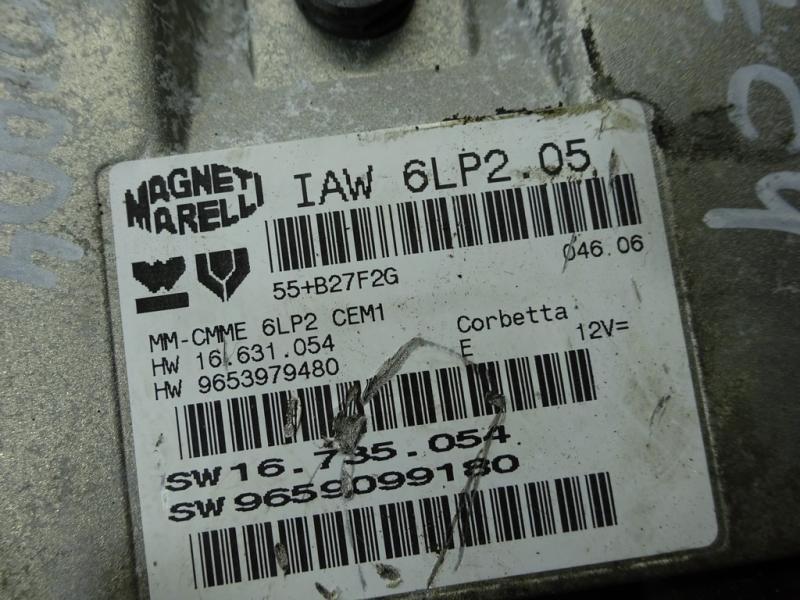 MAGNETI MARELLI
IAW 6LP2.05
55+B27F2G
046.06
MM-CMME 6LP2 CEM1
Corbetta
HW 16.631.054
E
12V=
HW 9653979480
SW 16.735.054
SW 9659099180